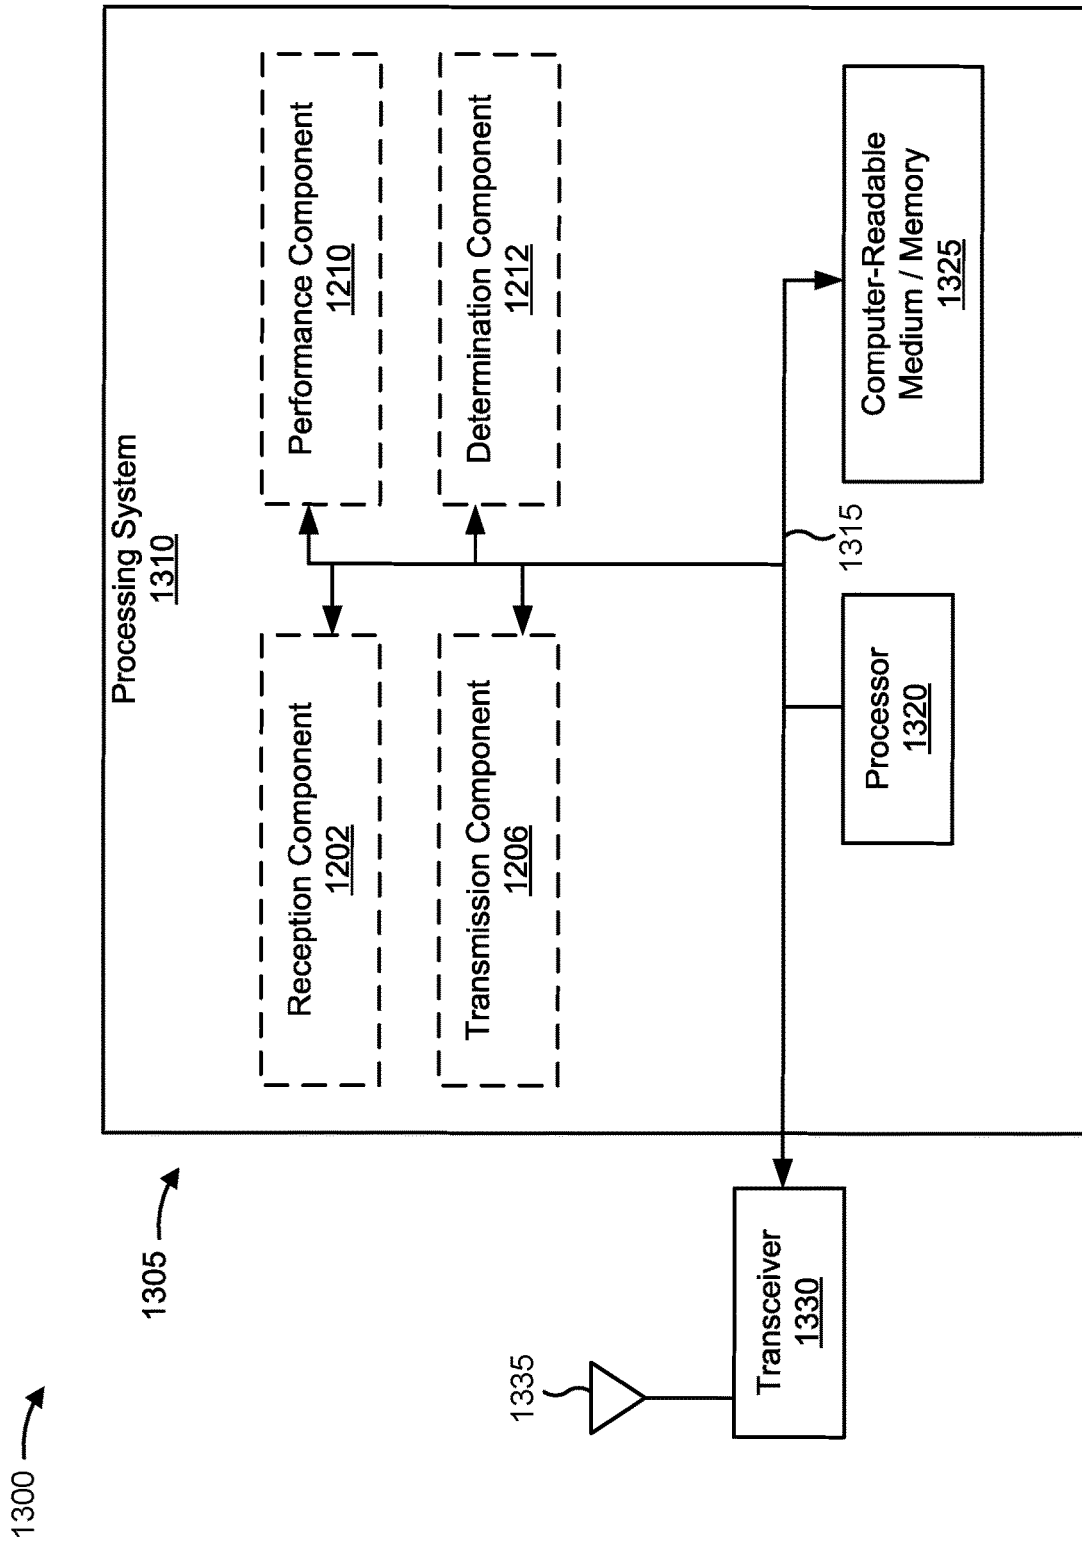 1300
1305
Processing System
1310
Reception Component
1202
Performance Component
1210
Transmission Component
1206
Determination Component
1212
1335
1315
Transceiver
1330
Processor
1320
Computer-Readable
Medium / Memory
1325